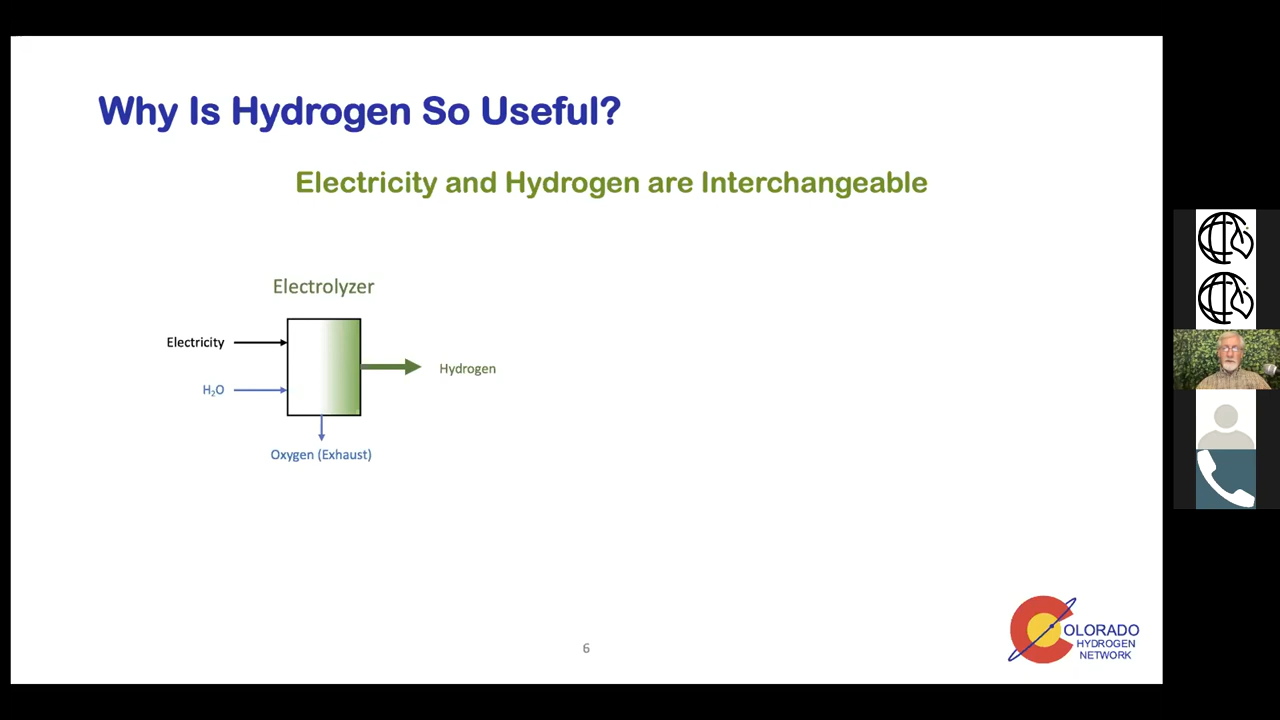 Why Is Hydrogen So Useful?
Electricity and Hydrogen are Interchangeable
Electrolyzer
Electricity
H₂O
Hydrogen
Oxygen (Exhaust)
6
COLORADO
HYDROGEN
NETWORK